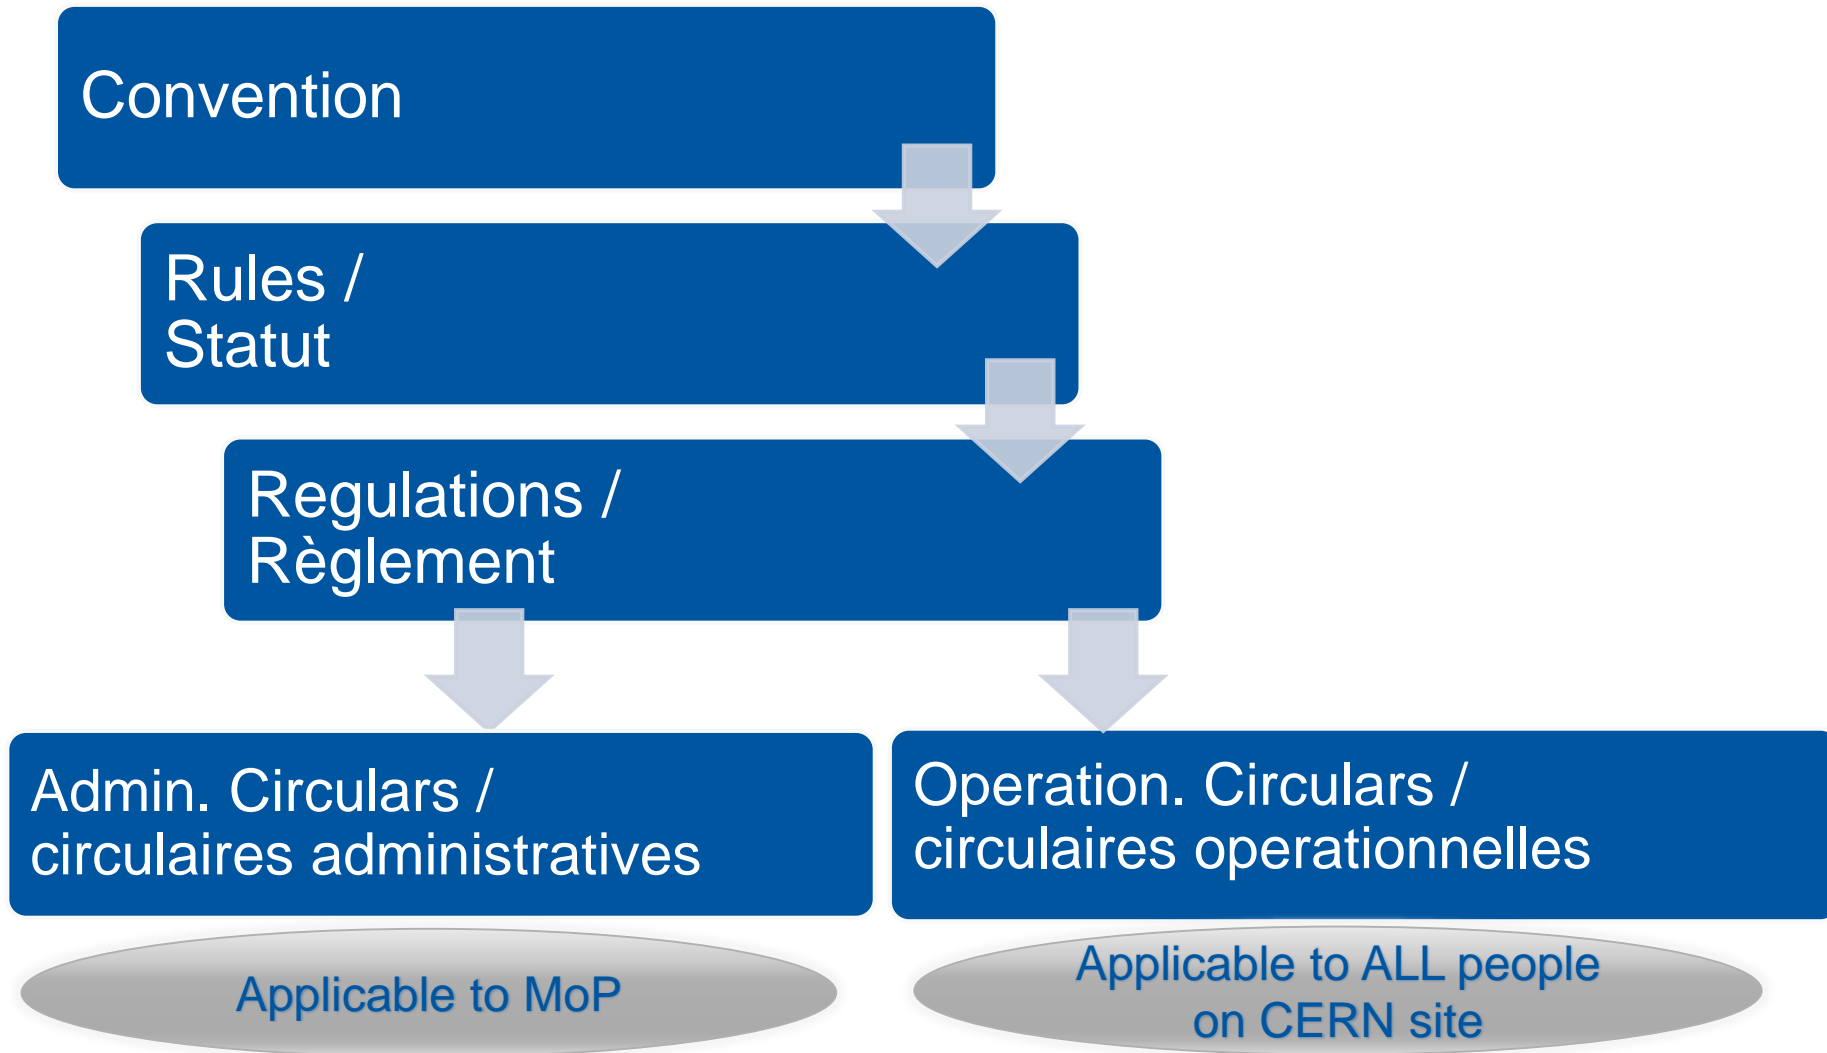 Convention
Rules /
Statut
Regulations /
Règlement
Admin. Circulars /
circulaires administratives
Operation. Circulars /
circulaires operationnelles
Applicable to MoP
Applicable to ALL people
on CERN site